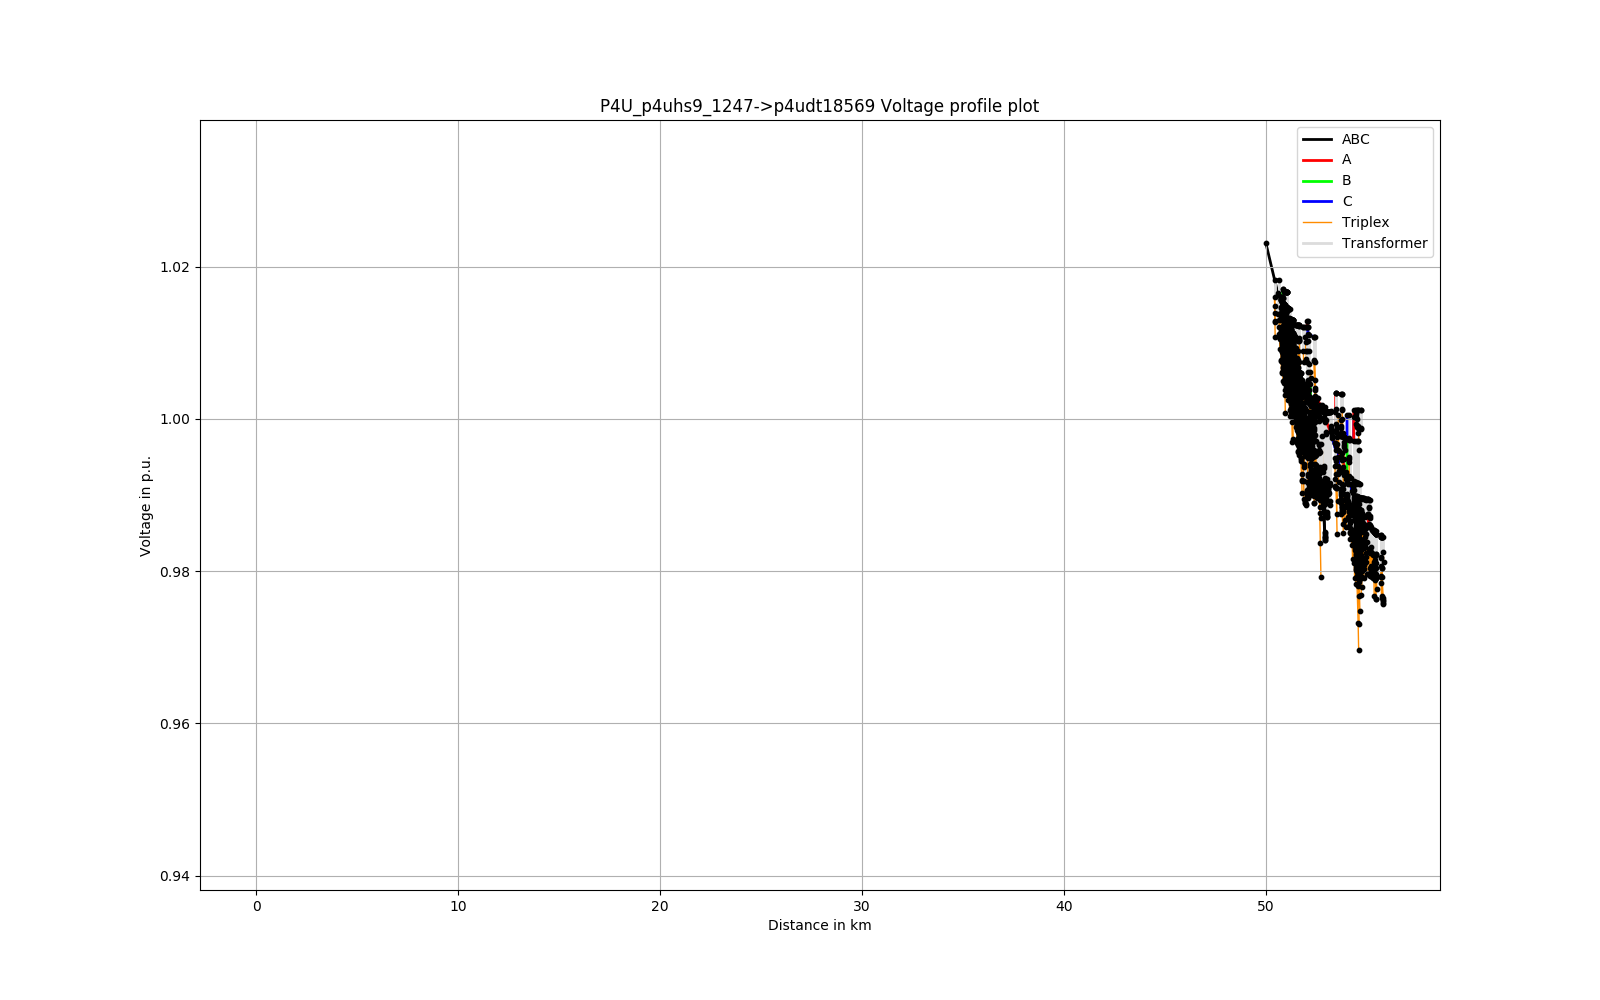 P4U_p4uhs9_1247->p4udt18569 Voltage profile plot
ABC
A
B
C
Triplex
Transformer
1.02
1.00
0.98
0.96
0.94
Voltage in p.u.
0 10 20 30 40 50
Distance in km